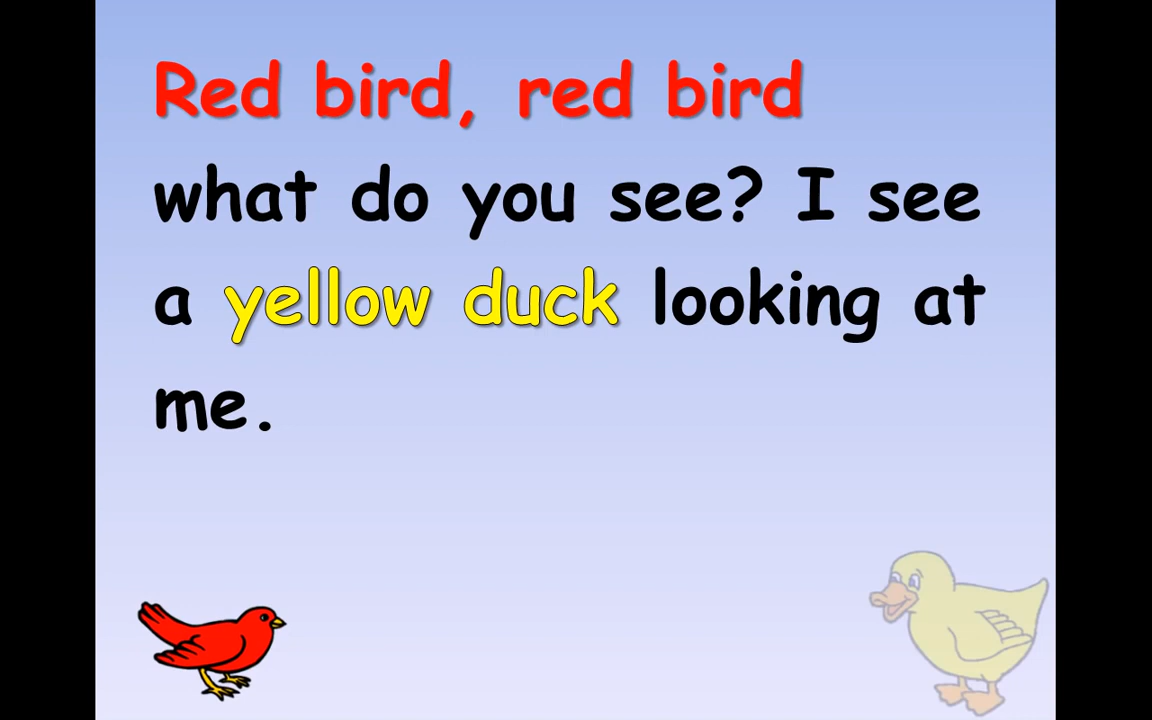 Red bird, red bird
what do you see? I see
a yellow duck looking at
me.